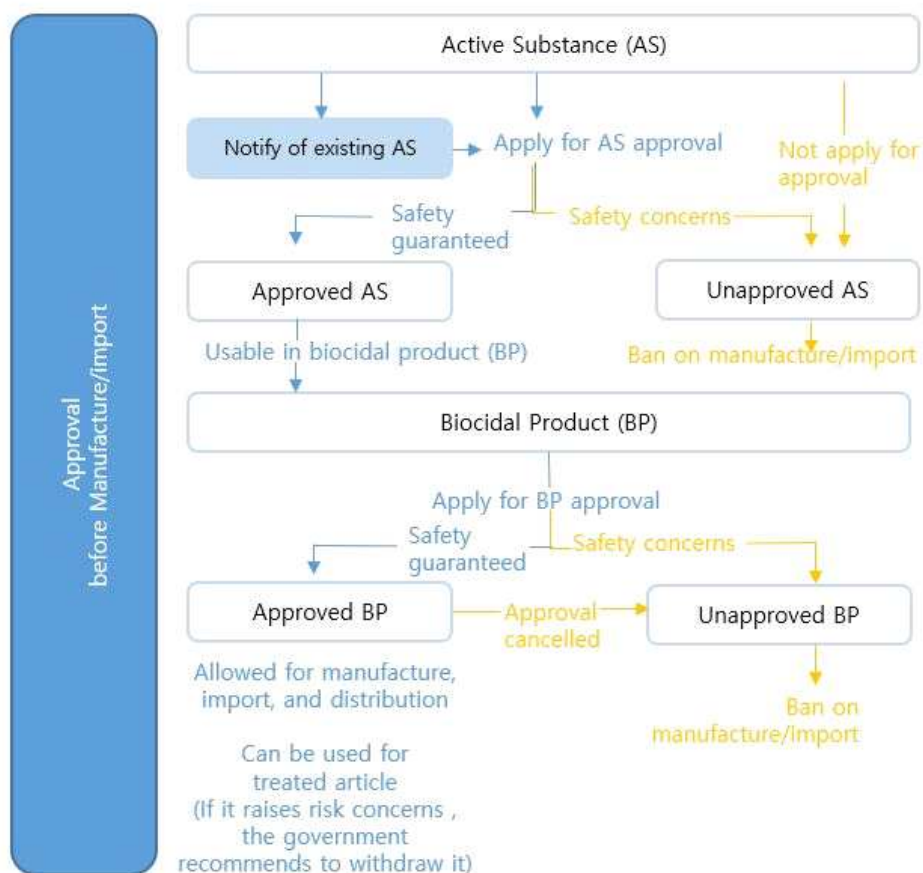 Approval
before Manufacture/import
Active Substance (AS)
Notify of existing AS
Apply for AS approval
Not apply for
approval
Safety
guaranteed
Safety concerns
Approved AS
Unapproved AS
Usable in biocidal product (BP)
Ban on manufacture/import
Biocidal Product (BP)
Apply for BP approval
Safety
guaranteed
Safety concerns
Approved BP
Approval
cancelled
Unapproved BP
Allowed for manufacture,
import, and distribution
Ban on
manufacture/import
Can be used for
treated article
(If it raises risk concerns ,
the government
recommends to withdraw it)